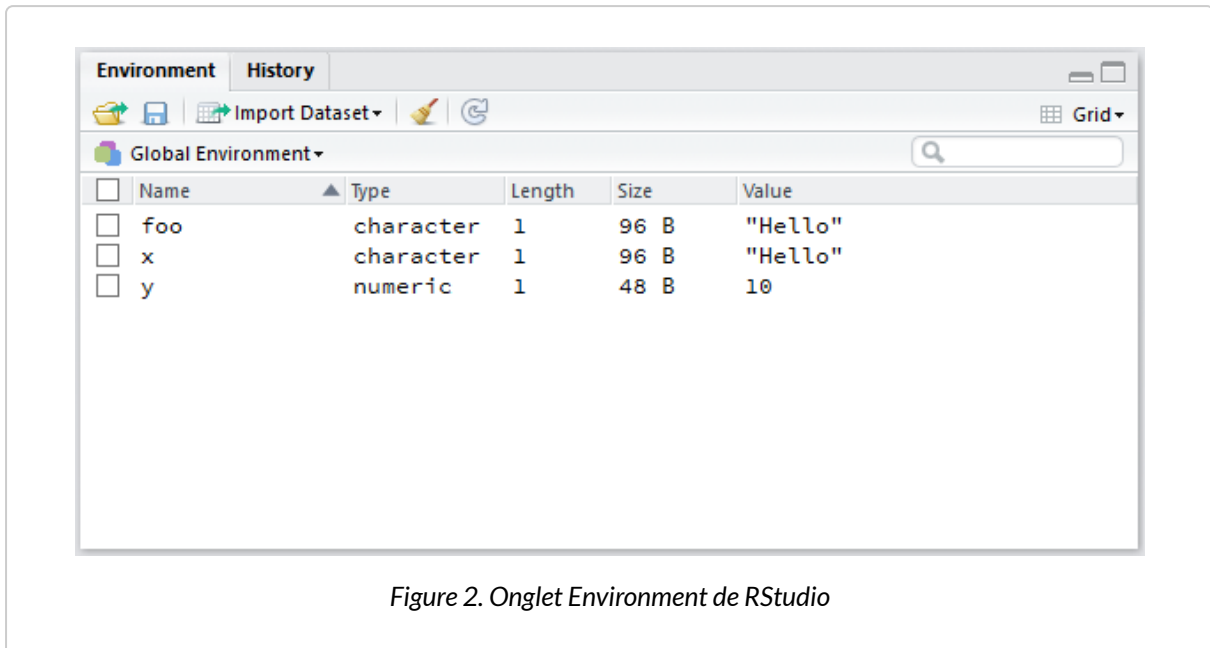 Environment History
Import Dataset Grid
Global Environment
Name Type Length Size Value
foo character 1 96 B "Hello"
x character 1 96 B "Hello"
y numeric 1 48 B 10
Figure 2. Onglet Environment de RStudio